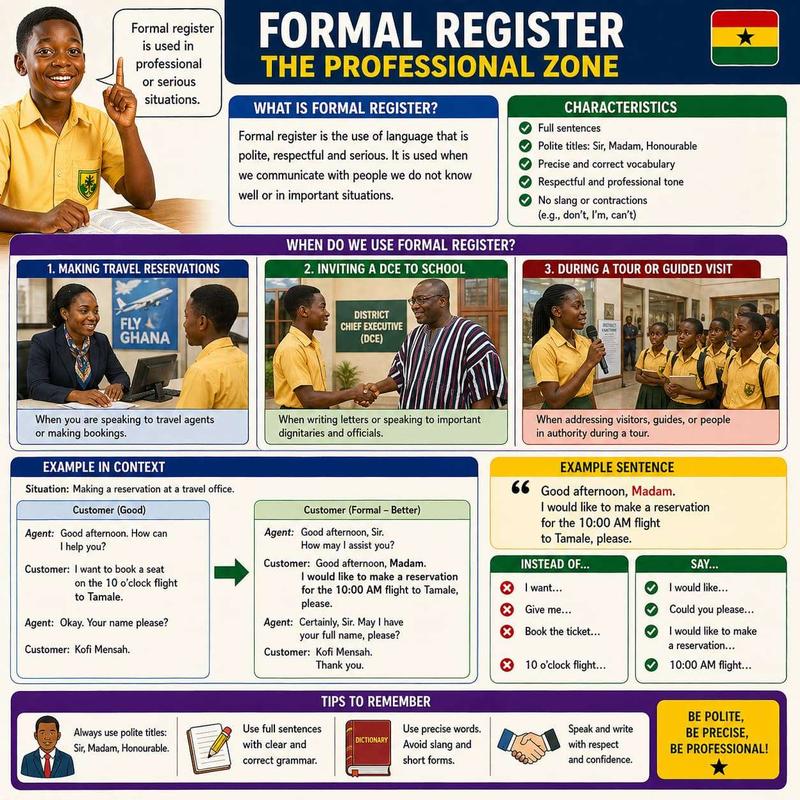 Formal register
is used in
professional
or serious
situations.
FORMAL REGISTER
THE PROFESSIONAL ZONE
WHAT IS FORMAL REGISTER?
Formal register is the use of language that is
polite, respectful and serious. It is used when
we communicate with people we do not know
well or in important situations.
CHARACTERISTICS
Full sentences
Polite titles: Sir, Madam, Honourable
Precise and correct vocabulary
Respectful and professional tone
No slang or contractions
(e.g., don't, I'm, can't)
WHEN DO WE USE FORMAL REGISTER?
1. MAKING TRAVEL RESERVATIONS
FLY
GHANA
When you are speaking to travel agents
or making bookings.
2. INVITING A DCE TO SCHOOL
DISTRICT
CHIEF EXECUTIVE
(DCE)
When writing letters or speaking to important
dignitaries and officials.
3. DURING A TOUR OR GUIDED VISIT
When addressing visitors, guides, or people
in authority during a tour.
EXAMPLE IN CONTEXT
Situation: Making a reservation at a travel office.
Customer (Good)
Agent: Good afternoon. How can
I help you?
Customer: I want to book a seat
on the 10 o'clock flight
to Tamale.
Agent: Okay. Your name please?
Customer: Kofi Mensah.
Customer (Formal – Better)
Agent: Good afternoon, Sir.
How may I assist you?
Customer: Good afternoon, Madam.
I would like to make a reservation
for the 10:00 AM flight to Tamale,
please.
Agent: Certainly, Sir. May I have
your full name, please?
Customer: Kofi Mensah.
Thank you.
EXAMPLE SENTENCE
“ Good afternoon, Madam.
I would like to make a reservation
for the 10:00 AM flight
to Tamale, please.
INSTEAD OF...
I want...
Give me...
Book the ticket...
10 o'clock flight...
SAY...
I would like...
Could you please...
I would like to make
a reservation...
10:00 AM flight...
TIPS TO REMEMBER
Always use polite titles:
Sir, Madam, Honourable.
Use full sentences
with clear and
correct grammar.
DICTIONARY
Use precise words.
Avoid slang and
short forms.
Speak and write
with respect
and confidence.
BE POLITE,
BE PRECISE,
BE PROFESSIONAL!